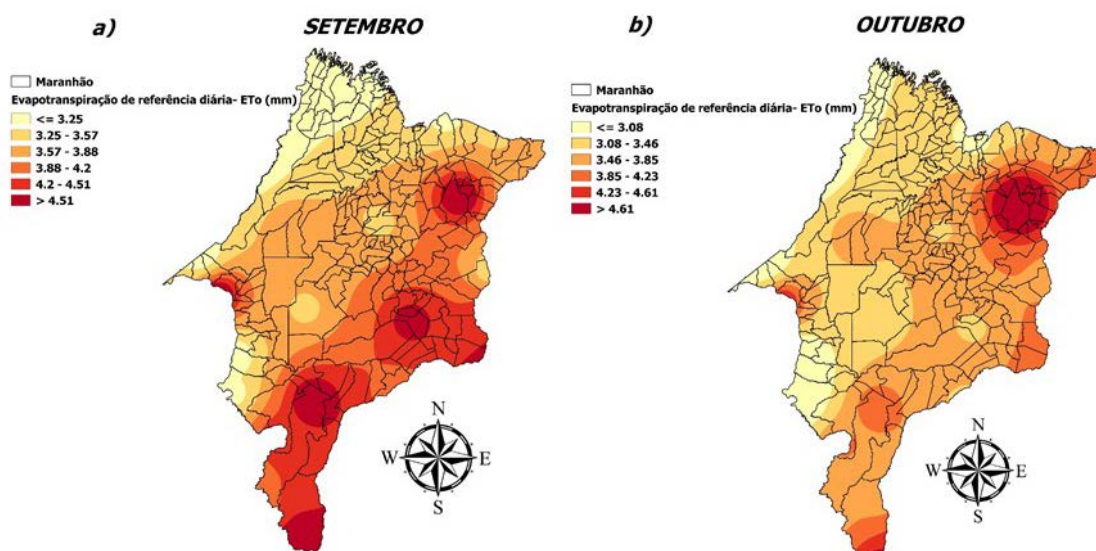 a)
SETEMBRO
Maranhão
Evapotranspiração de referência diária- ETo (mm)
<= 3.25
3.25 - 3.57
3.57 - 3.88
3.88 - 4.2
4.2 - 4.51
> 4.51
N
W
E
S
b)
OUTUBRO
Maranhão
Evapotranspiração de referência diária- ETo (mm)
<= 3.08
3.08 - 3.46
3.46 - 3.85
3.85 - 4.23
4.23 - 4.61
> 4.61
N
W
E
S